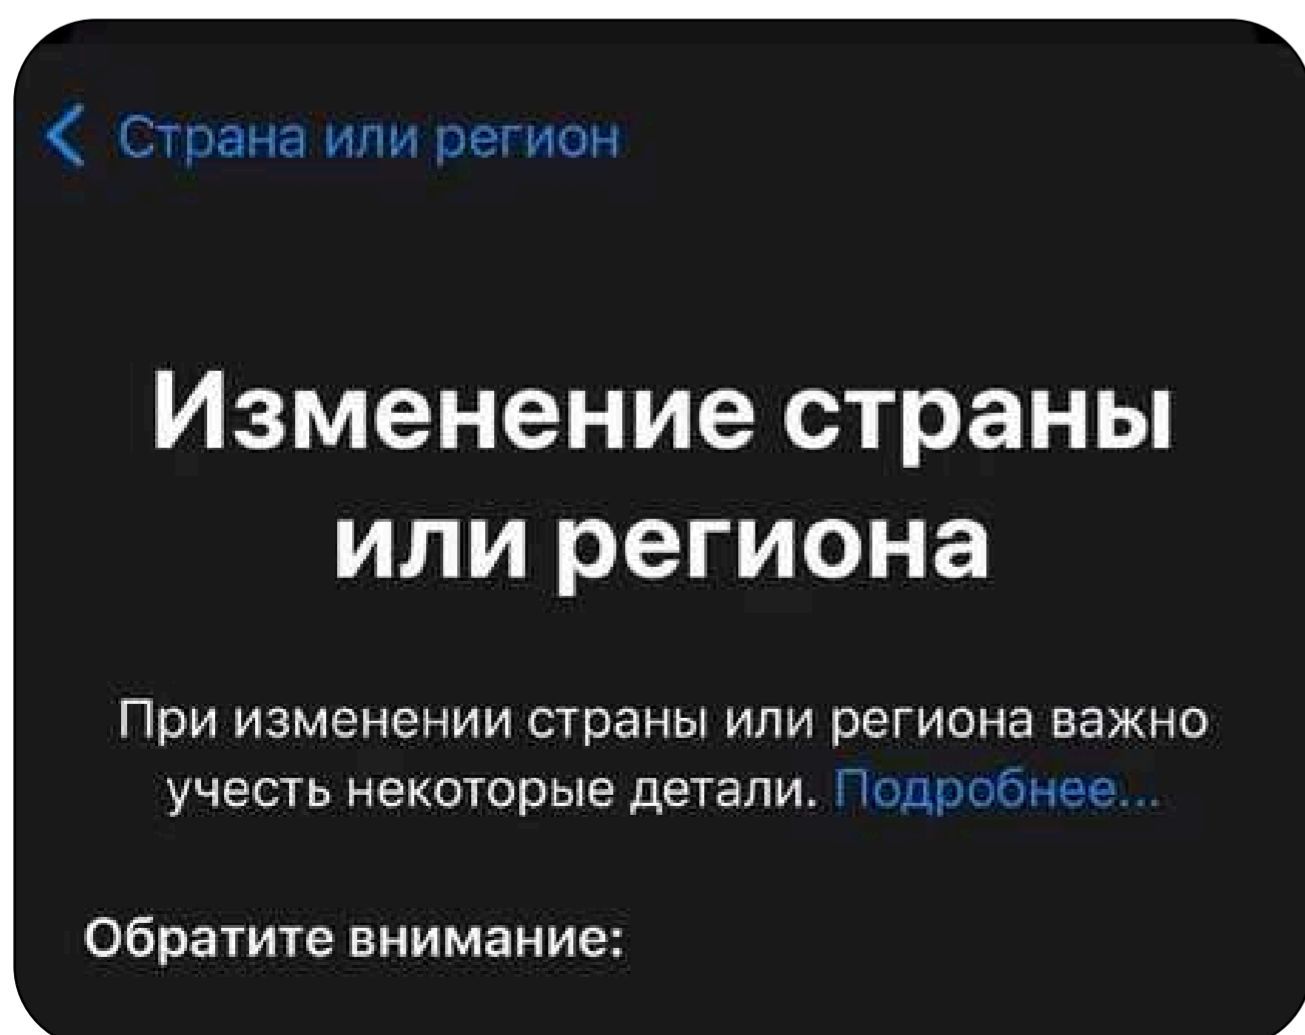 Страна или регион
Изменение страны
или региона
При изменении страны или региона важно
учесть некоторые детали. Подробнее...
Обратите внимание: